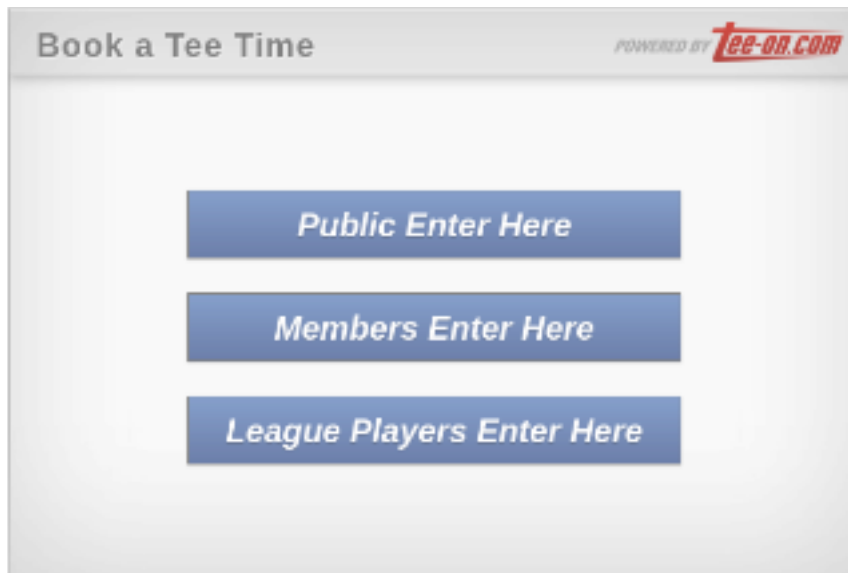 Book a Tee Time
POWERED BY tee-on.com
Public Enter Here
Members Enter Here
League Players Enter Here